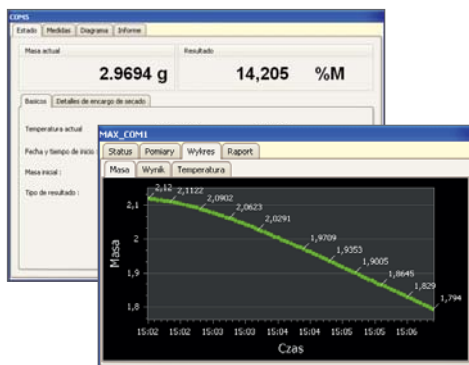 COM5
Estado Medidas Diagrama Informe
Masa actual Resultado
2.9694 g 14,205 %M
Basicos Detalles de encargo de secado
Temperatura actual
Fecha y tiempo de inicio :
Masa inicial :
Tipo de resultado :
MAX_COM1
Status Pomiary Wykres Raport
Masa Wynik Temperatura
2,12
2,1122
2,0902
2,0623
2,0291
1,9709
1,9353
1,9005
1,8645
1,829
1,794
2,1
2
1,9
1,8
Masa
15:02 15:02 15:03 15:03 15:04 15:04 15:05 15:05 15:06
Czas